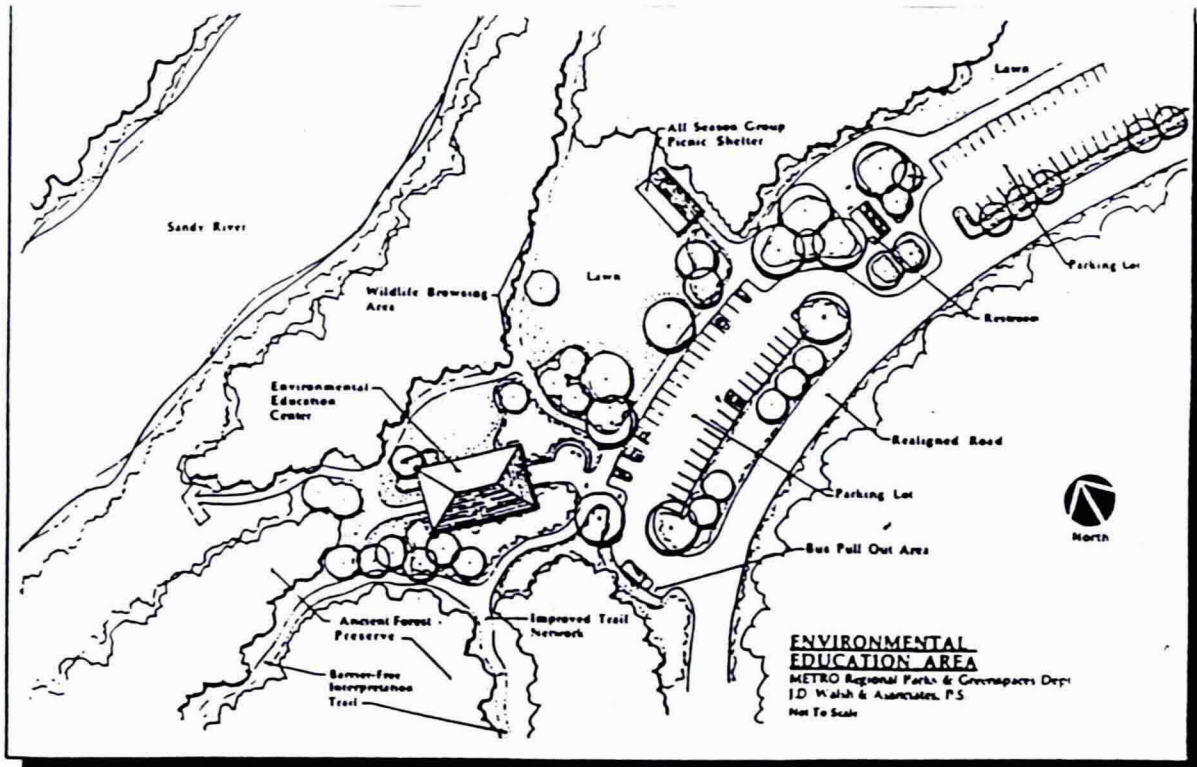 Lawn
All Season Group
Picnic Shelter
Sandy River
Parking Lot
Lawn
Wildlife Browsing
Area
Restroom
Environmental
Education
Center
Realigned Road
Parking Lot
North
Bus Pull Out Area
Ancient Forest
Preserve
Improved Trail
Network
Barrier-Free
Interpretation
Trail
ENVIRONMENTAL
EDUCATION AREA
METRO Regional Parks & Greenspaces Dept
J.D. Walsh & Associates, P.S.
Not To Scale